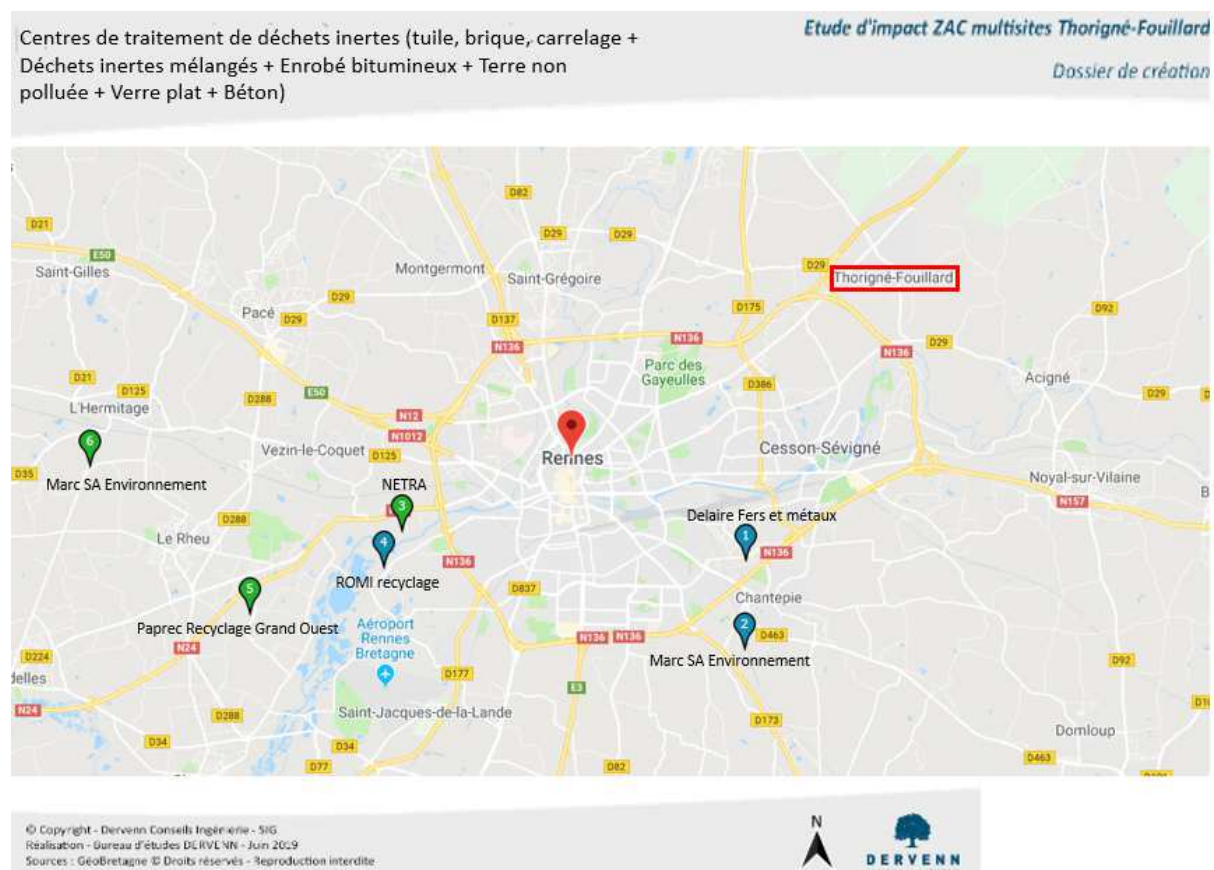 Centres de traitement de déchets inertes (tuile, brique, carrelage +
Déchets inertes mélangés + Enrobé bitumineux + Terre non
polluée + Verre plat + Béton)
Etude d'impact ZAC multisites Thorigné-Fouillard
Dossier de création
D82
D21
D29
D29
E50
Saint-Gilles
Montgermont
Saint-Grégoire
D29
Thorigné-Fouillard
D29
Pacé
D29
D137
D175
D92
N136
N136
N136
D29
Parc des
Gayeulles
D21
D125
D386
Acigné
L'Hermitage
D288
E50
D29
N12
N1012
6
Vezin-le-Coquet
D125
Rennes
Cesson-Sévigné
D35
Marc SA Environnement
NETRA
Noyal-sur-Vilaine
N157
3
D288
Delaire Fers et métaux
Le Rheu
4
1
N136
N136
ROMI recyclage
5
D837
Chantepie
Paprec Recyclage Grand Ouest
Aéroport
Rennes
Bretagne
2
N136
N136
D463
N24
D224
Marc SA Environnement
D92
delles
D177
E3
N24
D288
Saint-Jacques-de-la-Lande
D173
D34
D34
Domloup
D77
D82
D463
© Copyright - Dervenn Conseils Ingénierie - SIG
Réalisation - Bureau d'études DERVENN - Juin 2019
Sources : GéoBretagne © Droits réservés - Reproduction interdite
N
DERVENN